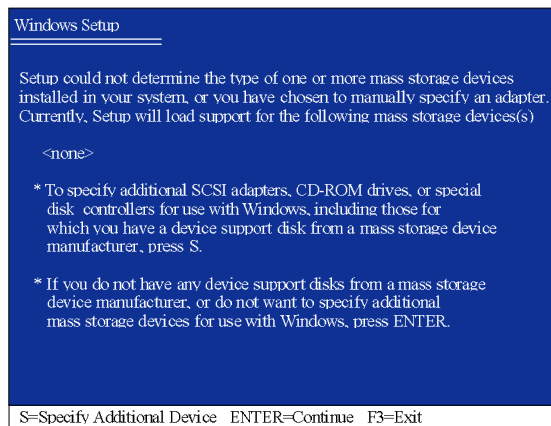 Windows Setup
Setup could not determine the type of one or more mass storage devices
installed in your system, or you have chosen to manually specify an adapter.
Currently, Setup will load support for the following mass storage devices(s)
<none>
* To specify additional SCSI adapters, CD-ROM drives, or special
disk controllers for use with Windows, including those for
which you have a device support disk from a mass storage device
manufacturer, press S.
* If you do not have any device support disks from a mass storage
device manufacturer, or do not want to specify additional
mass storage devices for use with Windows, press ENTER.
S=Specify Additional Device ENTER=Continue F3=Exit